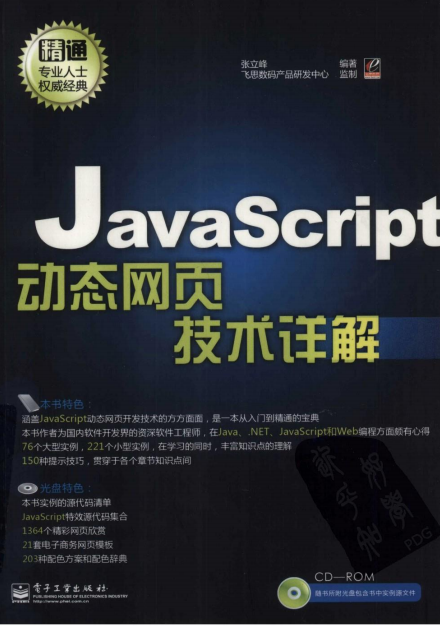 精通
专业人士
权威经典
张立峰 编著
飞思数码产品研发中心 监制
JavaScript
动态网页
技术详解
本书特色：
涵盖JavaScript动态网页开发技术的方方面面，是一本从入门到精通的宝典
本书作者为国内软件开发界的资深软件工程师，在Java、.NET、JavaScript和Web编程方面颇有心得
76个大型实例，221个小型实例，在学习的同时，丰富知识点的理解
150种提示技巧，贯穿于各个章节知识点间
光盘特色：
本书实例的源代码清单
JavaScript特效源代码集合
1364个精彩网页欣赏
21套电子商务网页模板
203种配色方案和配色辞典
PDG
电子工业出版社
PUBLISHING HOUSE OF ELECTRONICS INDUSTRY
http://www.phei.com.cn
CD—ROM
随书所附光盘包含书中实例源文件